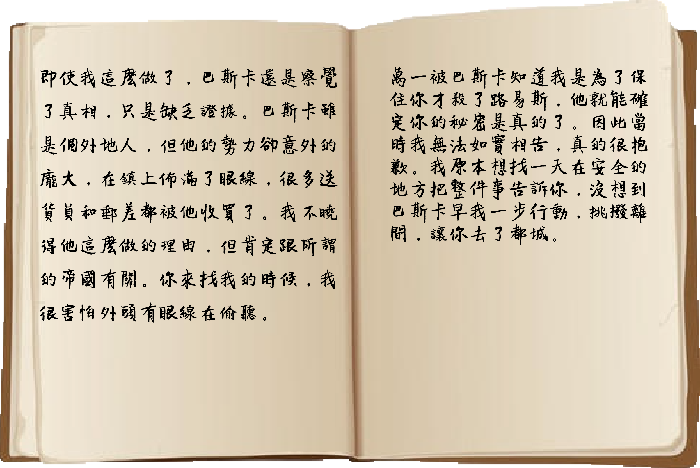 即使我這麼做了，巴斯卡還是察覺
了真相，只是缺乏證據。巴斯卡雖
是個外地人，但他的勢力卻意外的
龐大，在鎮上佈滿了眼線，很多送
貨員和郵差都被他收買了。我不曉
得他這麼做的理由，但肯定跟所謂
的帝國有關。你來找我的時候，我
很害怕外頭有眼線在偷聽。
萬一被巴斯卡知道我是為了保
住你才殺了路易斯，他就能確
定你的秘密是真的了。因此當
時我無法如實相告，真的很抱
歉。我原本想找一天在安全的
地方把整件事告訴你，沒想到
巴斯卡早我一步行動，挑撥離
間，讓你去了都城。